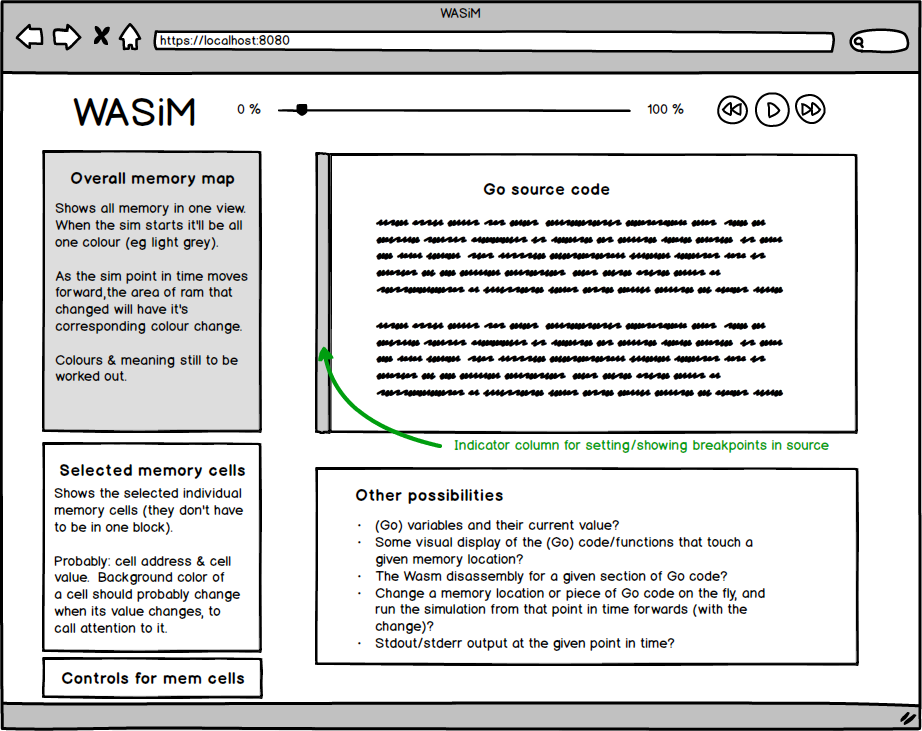 WASiM
https://localhost:8080
WASiM
0 %
100 %
Overall memory map
Shows all memory in one view.
When the sim starts it'll be all
one colour (eg light grey).
As the sim point in time moves
forward,the area of ram that
changed will have it's
corresponding colour change.
Colours & meaning still to be
worked out.
Go source code
Indicator column for setting/showing breakpoints in source
Selected memory cells
Shows the selected individual
memory cells (they don't have
to be in one block).
Probably: cell address & cell
value.  Background color of
a cell should probably change
when its value changes, to
call attention to it.
Controls for mem cells
Other possibilities
· (Go) variables and their current value?
· Some visual display of the (Go) code/functions that touch a
given memory location?
· The Wasm disassembly for a given section of Go code?
· Change a memory location or piece of Go code on the fly, and
run the simulation from that point in time forwards (with the
change)?
· Stdout/stderr output at the given point in time?